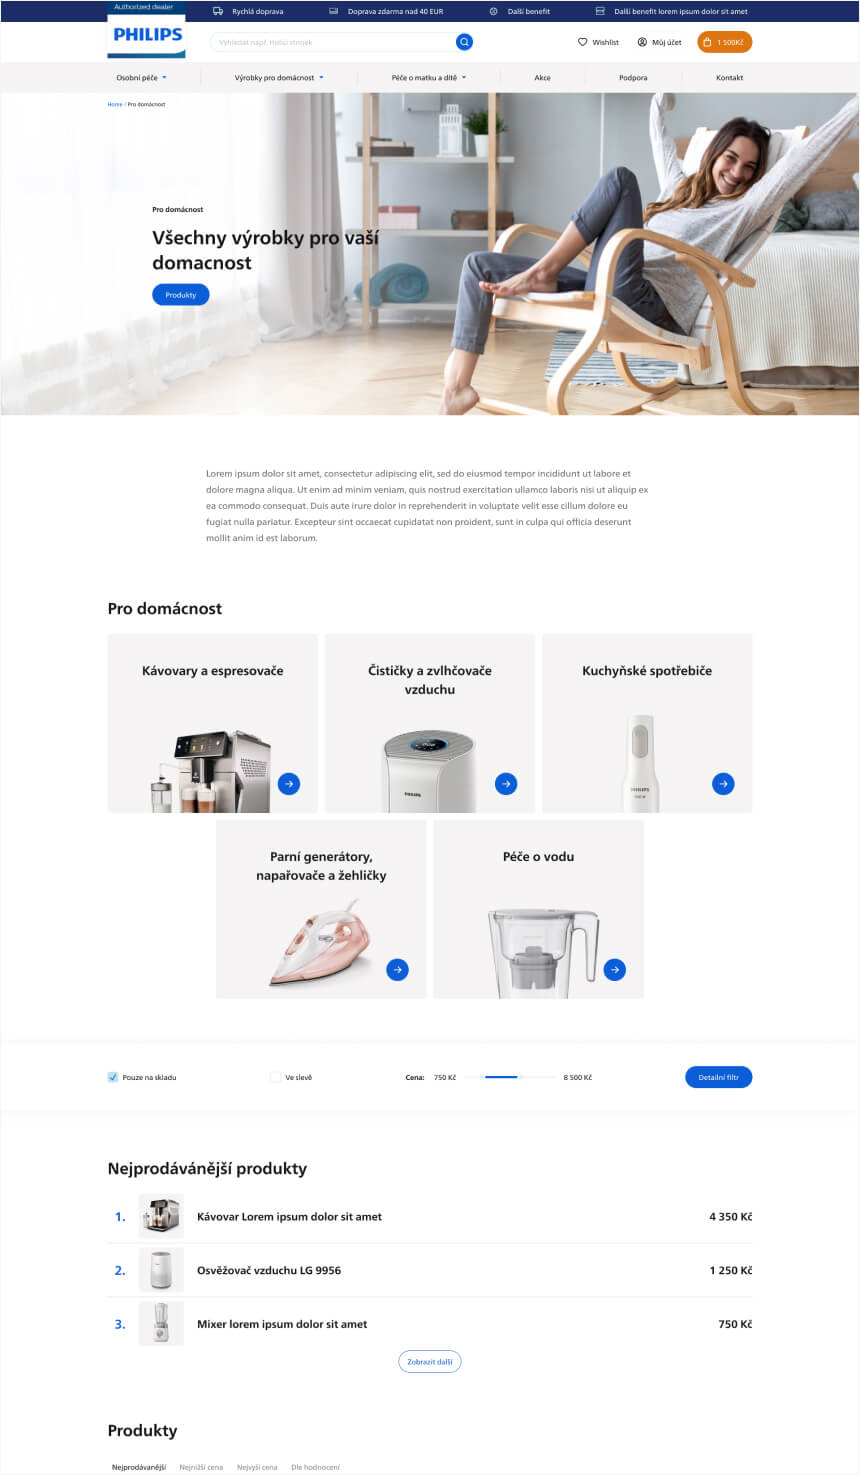 Authorized dealer
Rychlá doprava
Doprava zdarma nad 40 EUR
Další benefit
Další benefit lorem ipsum dolor sit amet
PHILIPS
Vyhledat např. Holicí strojek
Wishlist
Můj účet
1 500Kč
Osobní péče
Výrobky pro domácnost
Péče o matku a dítě
Akce
Podpora
Kontakt
Home / Pro domácnost
Pro domácnost
Všechny výrobky pro vaší
domacnost
Produkty
Lorem ipsum dolor sit amet, consectetur adipiscing elit, sed do eiusmod tempor incididunt ut labore et
dolore magna aliqua. Ut enim ad minim veniam, quis nostrud exercitation ullamco laboris nisi ut aliquip ex
ea commodo consequat. Duis aute irure dolor in reprehenderit in voluptate velit esse cillum dolore eu
fugiat nulla pariatur. Excepteur sint occaecat cupidatat non proident, sunt in culpa qui officia deserunt
mollit anim id est laborum.
Pro domácnost
Kávovary a espresovače
Čističky a zvlhčovače
vzduchu
Kuchyňské spotřebiče
PHILIPS
PHILIPS
Parní generátory,
napařovače a žehličky
Péče o vodu
Pouze na skladu
Ve slevě
Cena:
750 Kč
8 500 Kč
Detailní filtr
Nejprodávánější produkty
1.
Kávovar Lorem ipsum dolor sit amet
4 350 Kč
2.
Osvěžovač vzduchu LG 9956
1 250 Kč
3.
Mixer lorem ipsum dolor sit amet
750 Kč
Zobrazit další
Produkty
Nejprodávanější
Nejnižší cena
Nejvyší cena
Dle hodnocení